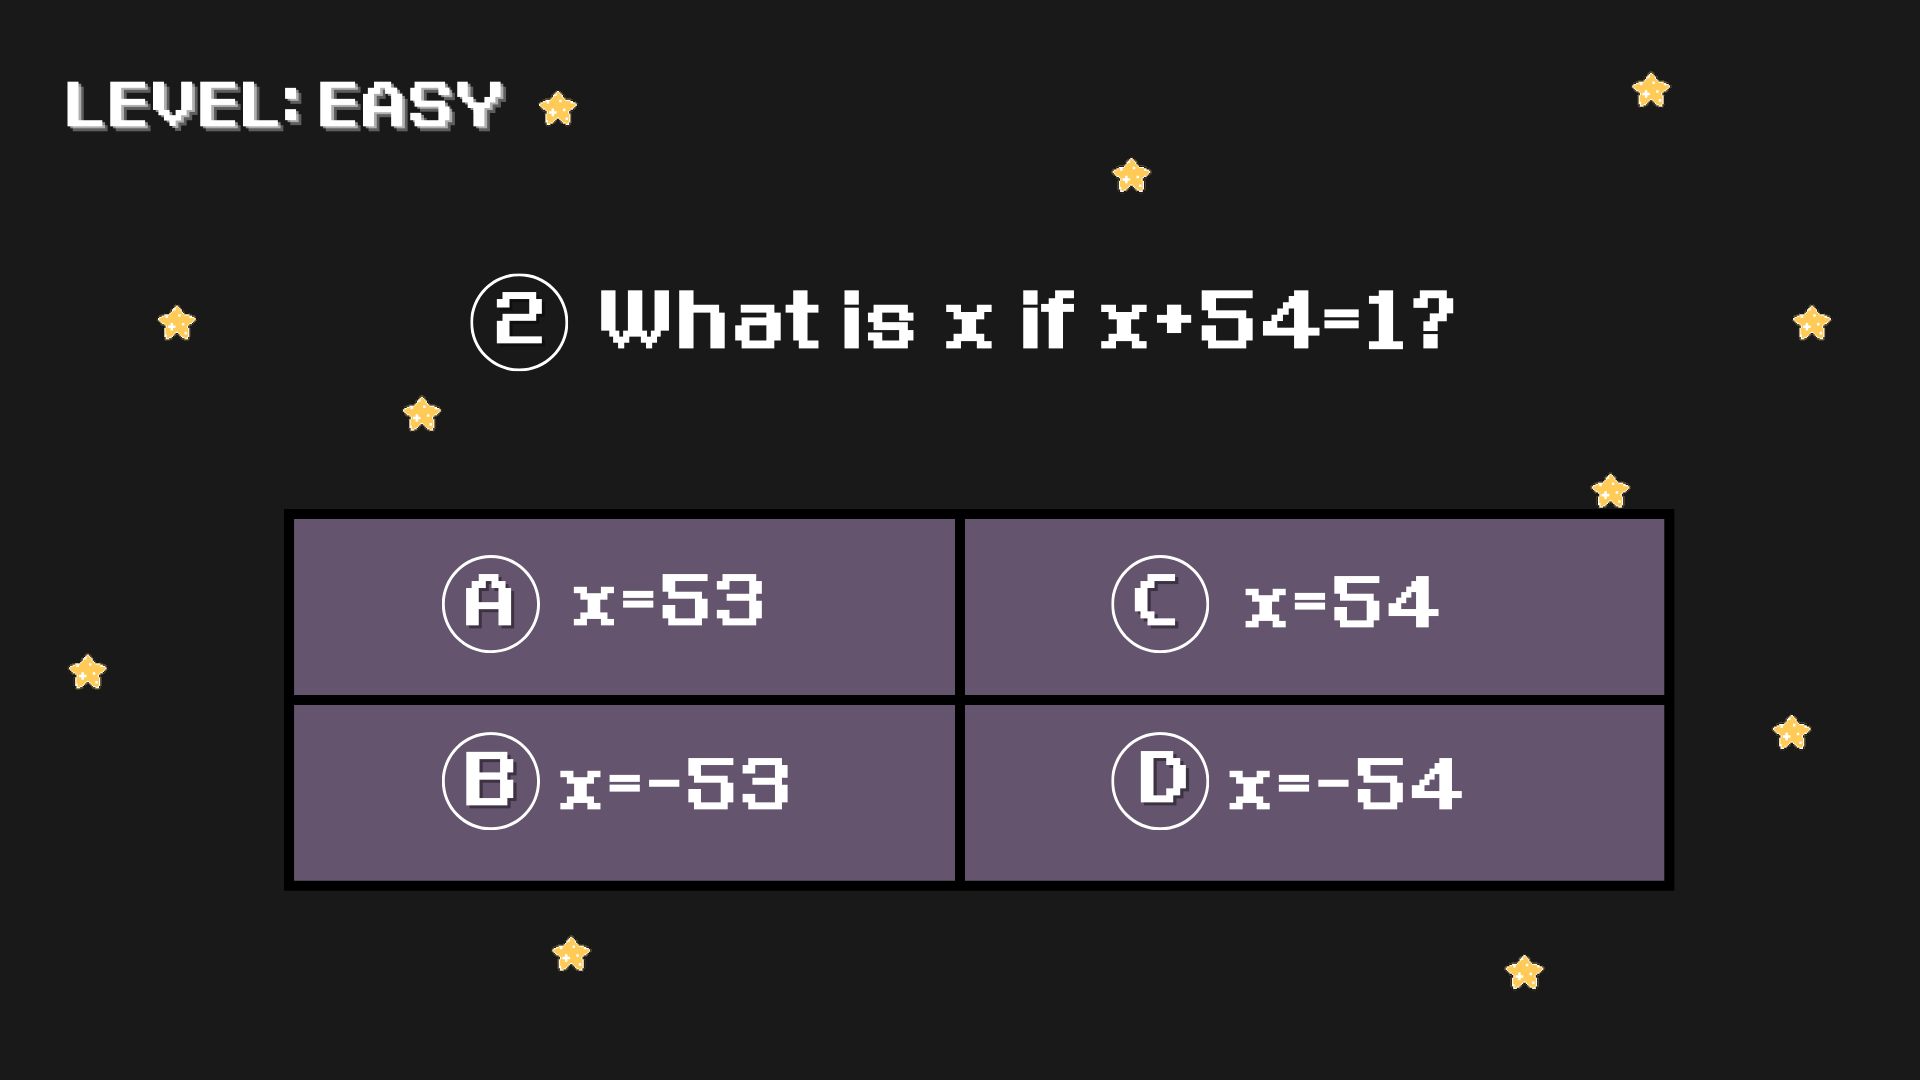 LEVEL: EASY
2 What is x if x+54=1?
A x=53
C x=54
B x=-53
D x=-54